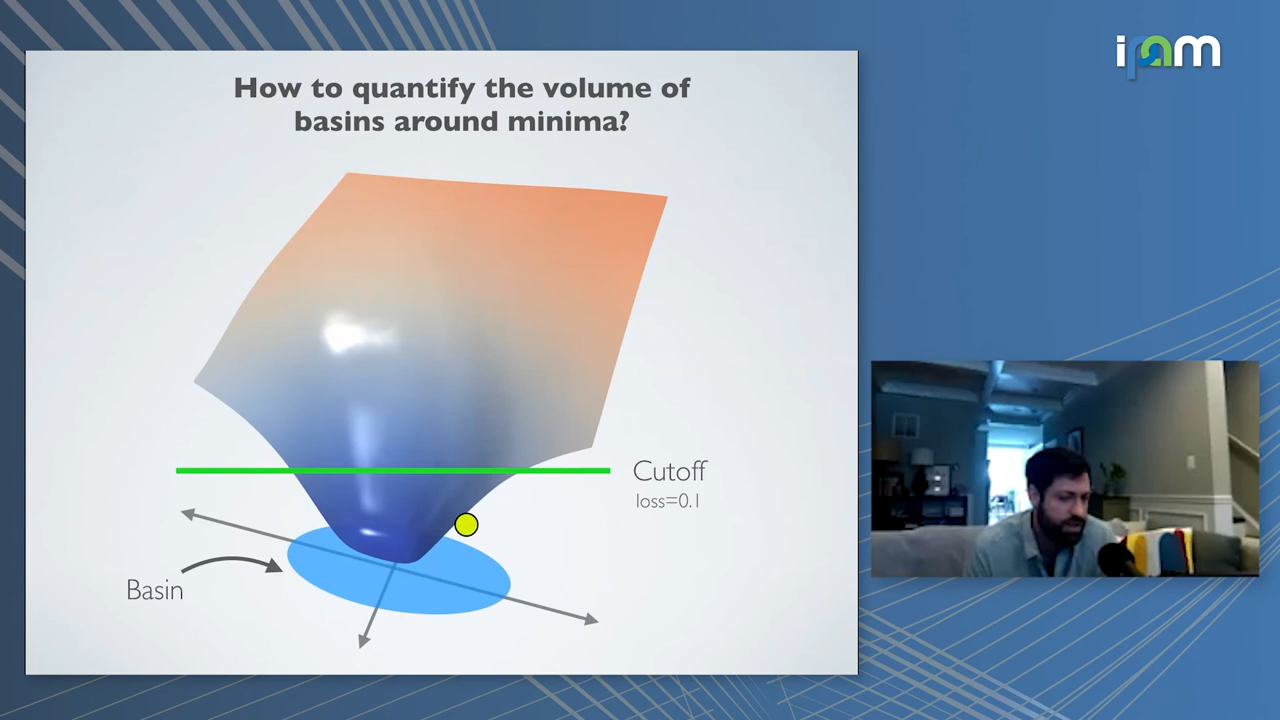 ipam
How to quantify the volume of
basins around minima?
Cutoff
loss=0.1
Basin